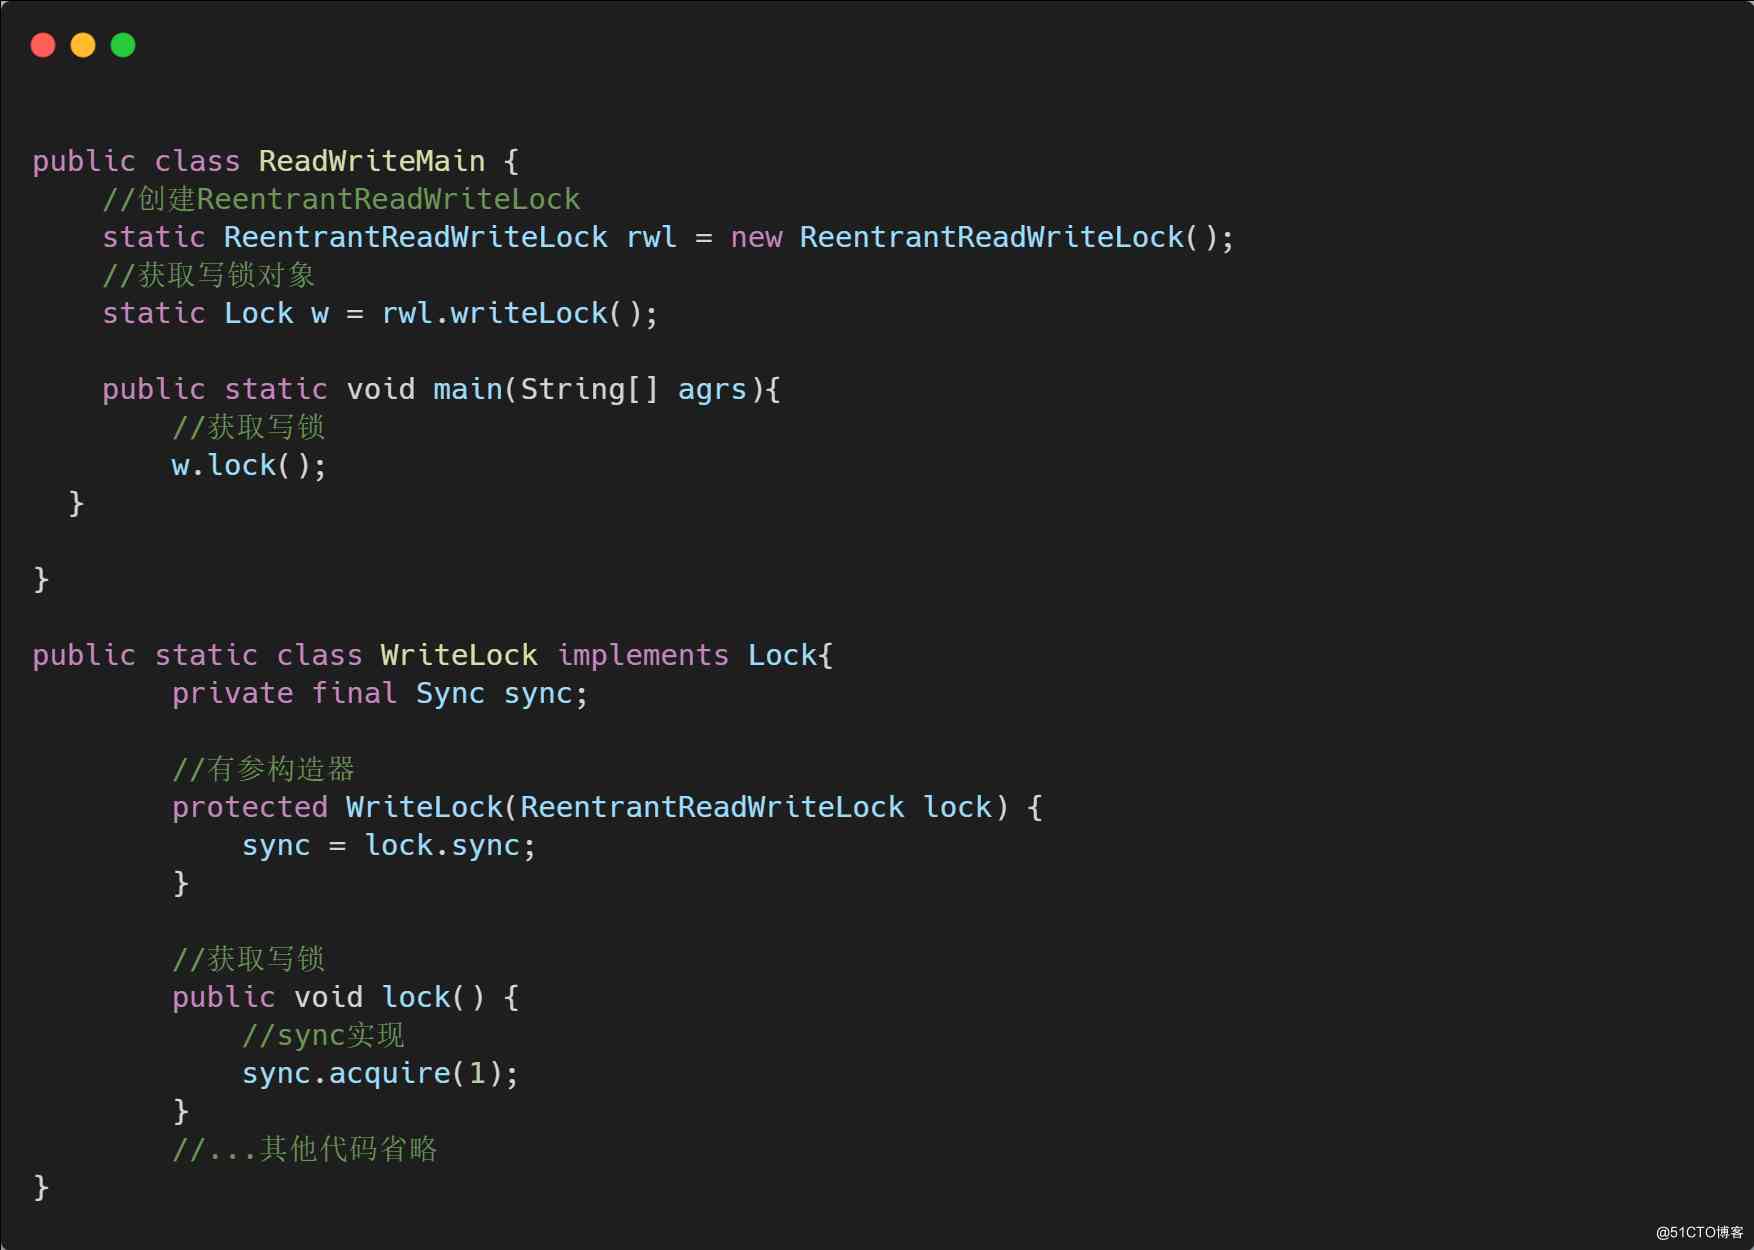 public class ReadWriteMain {
    //创建ReentrantReadWriteLock
    static ReentrantReadWriteLock rwl = new ReentrantReadWriteLock();
    //获取写锁对象
    static Lock w = rwl.writeLock();
    public static void main(String[] agrs){
        //获取写锁
        w.lock();
  }
}
public static class WriteLock implements Lock{
        private final Sync sync;
        //有参构造器
        protected WriteLock(ReentrantReadWriteLock lock) {
            sync = lock.sync;
        }
        //获取写锁
        public void lock() {
            //sync实现
            sync.acquire(1);
        }
        //...其他代码省略
}
@51CTO博客